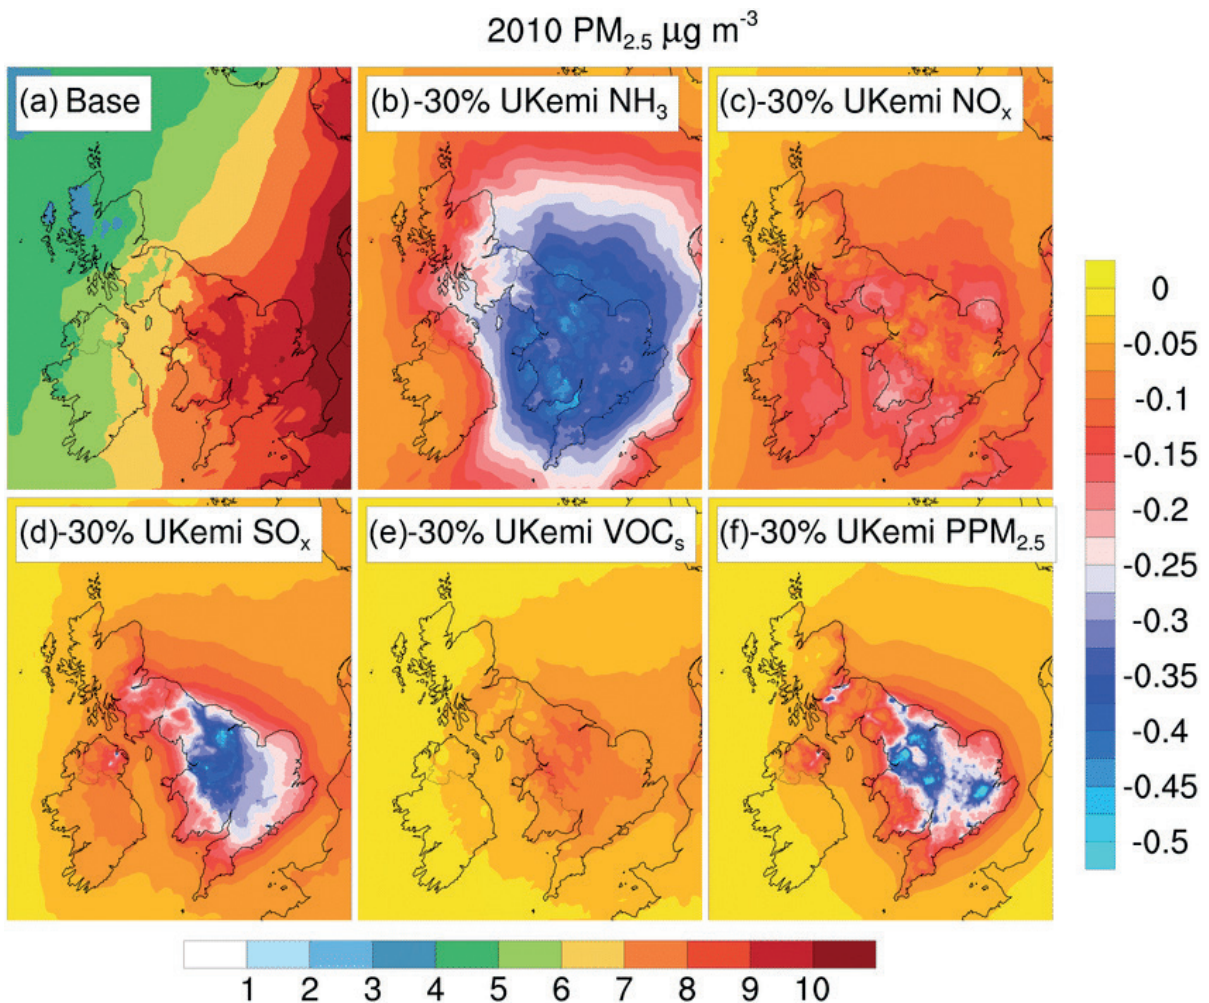 2010 PM2.5 μg m-3
(a) Base
(b)-30% UKemi NH3
(c)-30% UKemi NOx
(d)-30% UKemi SOx
(e)-30% UKemi VOCs
(f)-30% UKemi PPM2.5
0
-0.05
-0.1
-0.15
-0.2
-0.25
-0.3
-0.35
-0.4
-0.45
-0.5
1 2 3 4 5 6 7 8 9 10